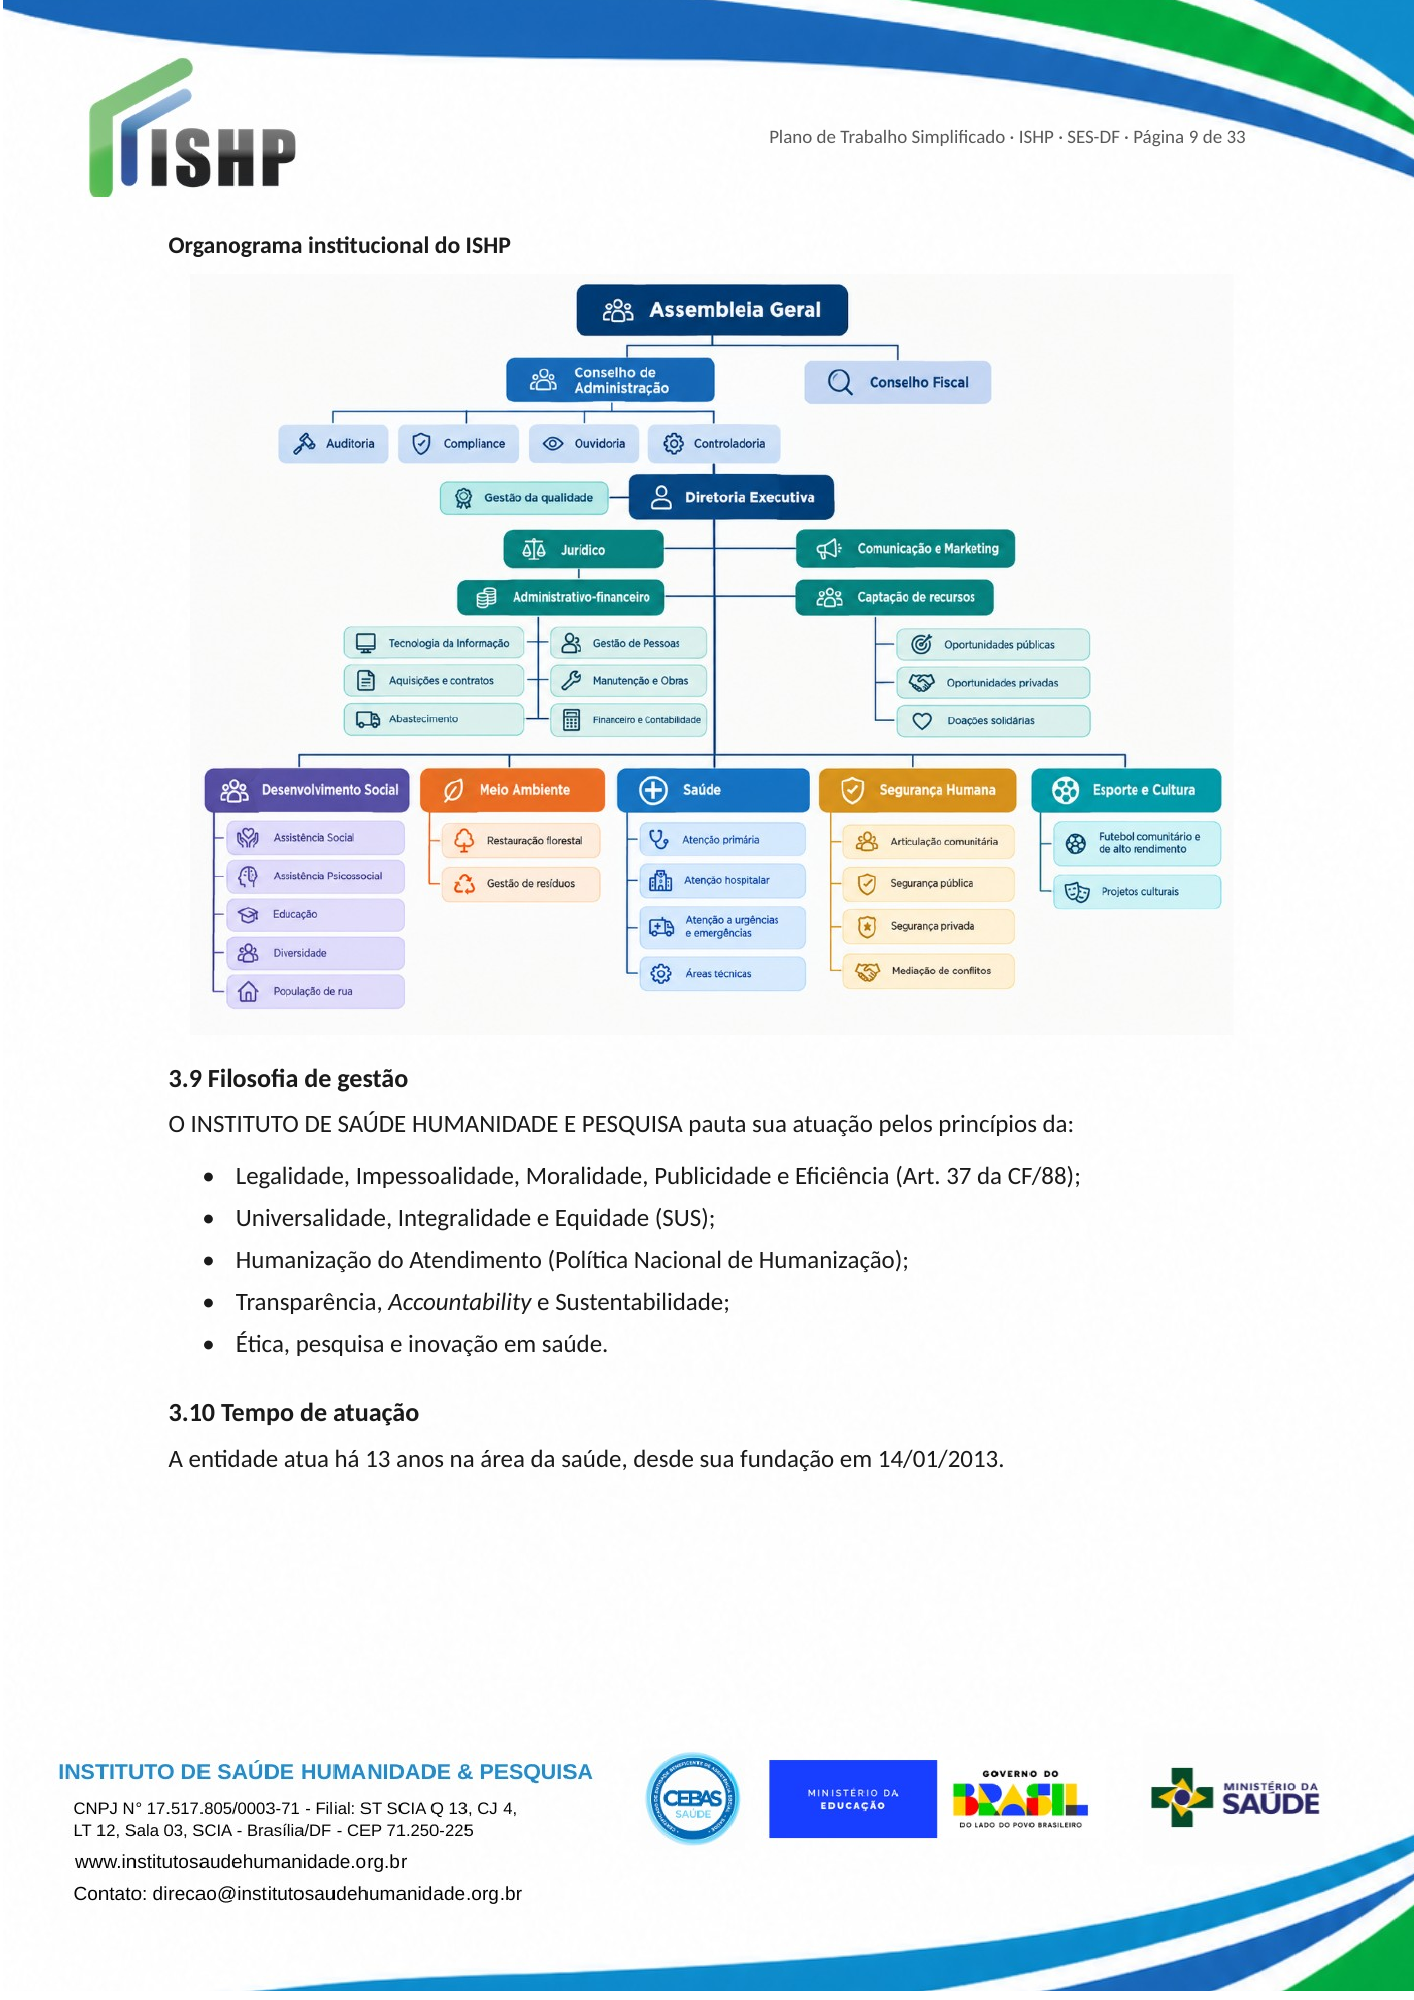 ISHP
Plano de Trabalho Simplificado · ISHP · SES-DF · Página 9 de 33
Organograma institucional do ISHP
Assembleia Geral
Conselho de
Administração
Conselho Fiscal
Auditoria
Compliance
Ouvidoria
Controladoria
Gestão da qualidade
Diretoria Executiva
Jurídico
Comunicação e Marketing
Administrativo-financeiro
Captação de recursos
Tecnologia da Informação
Gestão de Pessoas
Oportunidades públicas
Aquisições e contratos
Manutenção e Obras
Oportunidades privadas
Abastecimento
Financeiro e Contabilidade
Doações solidárias
Desenvolvimento Social
Meio Ambiente
Saúde
Segurança Humana
Esporte e Cultura
Assistência Social
Assistência Psicossocial
Educação
Diversidade
População de rua
Restauração florestal
Gestão de resíduos
Atenção primária
Atenção hospitalar
Atenção a urgências
e emergências
Áreas técnicas
Articulação comunitária
Segurança pública
Segurança privada
Mediação de conflitos
Futebol comunitário e
de alto rendimento
Projetos culturais
3.9 Filosofia de gestão
O INSTITUTO DE SAÚDE HUMANIDADE E PESQUISA pauta sua atuação pelos princípios da:
• Legalidade, Impessoalidade, Moralidade, Publicidade e Eficiência (Art. 37 da CF/88);
• Universalidade, Integralidade e Equidade (SUS);
• Humanização do Atendimento (Política Nacional de Humanização);
• Transparência, Accountability e Sustentabilidade;
• Ética, pesquisa e inovação em saúde.
3.10 Tempo de atuação
A entidade atua há 13 anos na área da saúde, desde sua fundação em 14/01/2013.
INSTITUTO DE SAÚDE HUMANIDADE & PESQUISA
CNPJ N° 17.517.805/0003-71 - Filial: ST SCIA Q 13, CJ 4,
LT 12, Sala 03, SCIA - Brasília/DF - CEP 71.250-225
www.institutosaudehumanidade.org.br
Contato: direcao@institutosaudehumanidade.org.br
CEBAS
SAÚDE
MINISTÉRIO DA
EDUCAÇÃO
GOVERNO DO
BRASIL
DO LADO DO POVO BRASILEIRO
MINISTÉRIO DA
SAÚDE